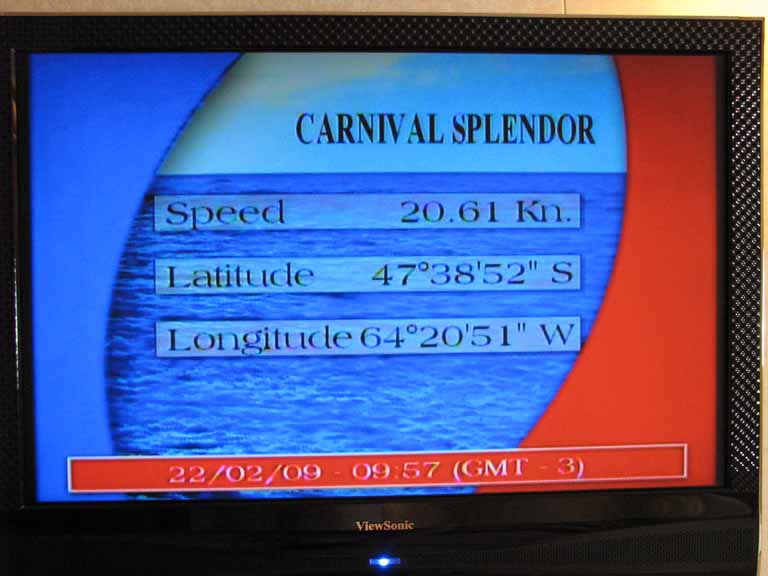 CARNIVAL SPLENDOR
Speed 20.61 Kn.
Latitude 47°38'52" S
Longitude 64°20'51" W
22/02/09 - 09:57 (GMT - 3)
ViewSonic